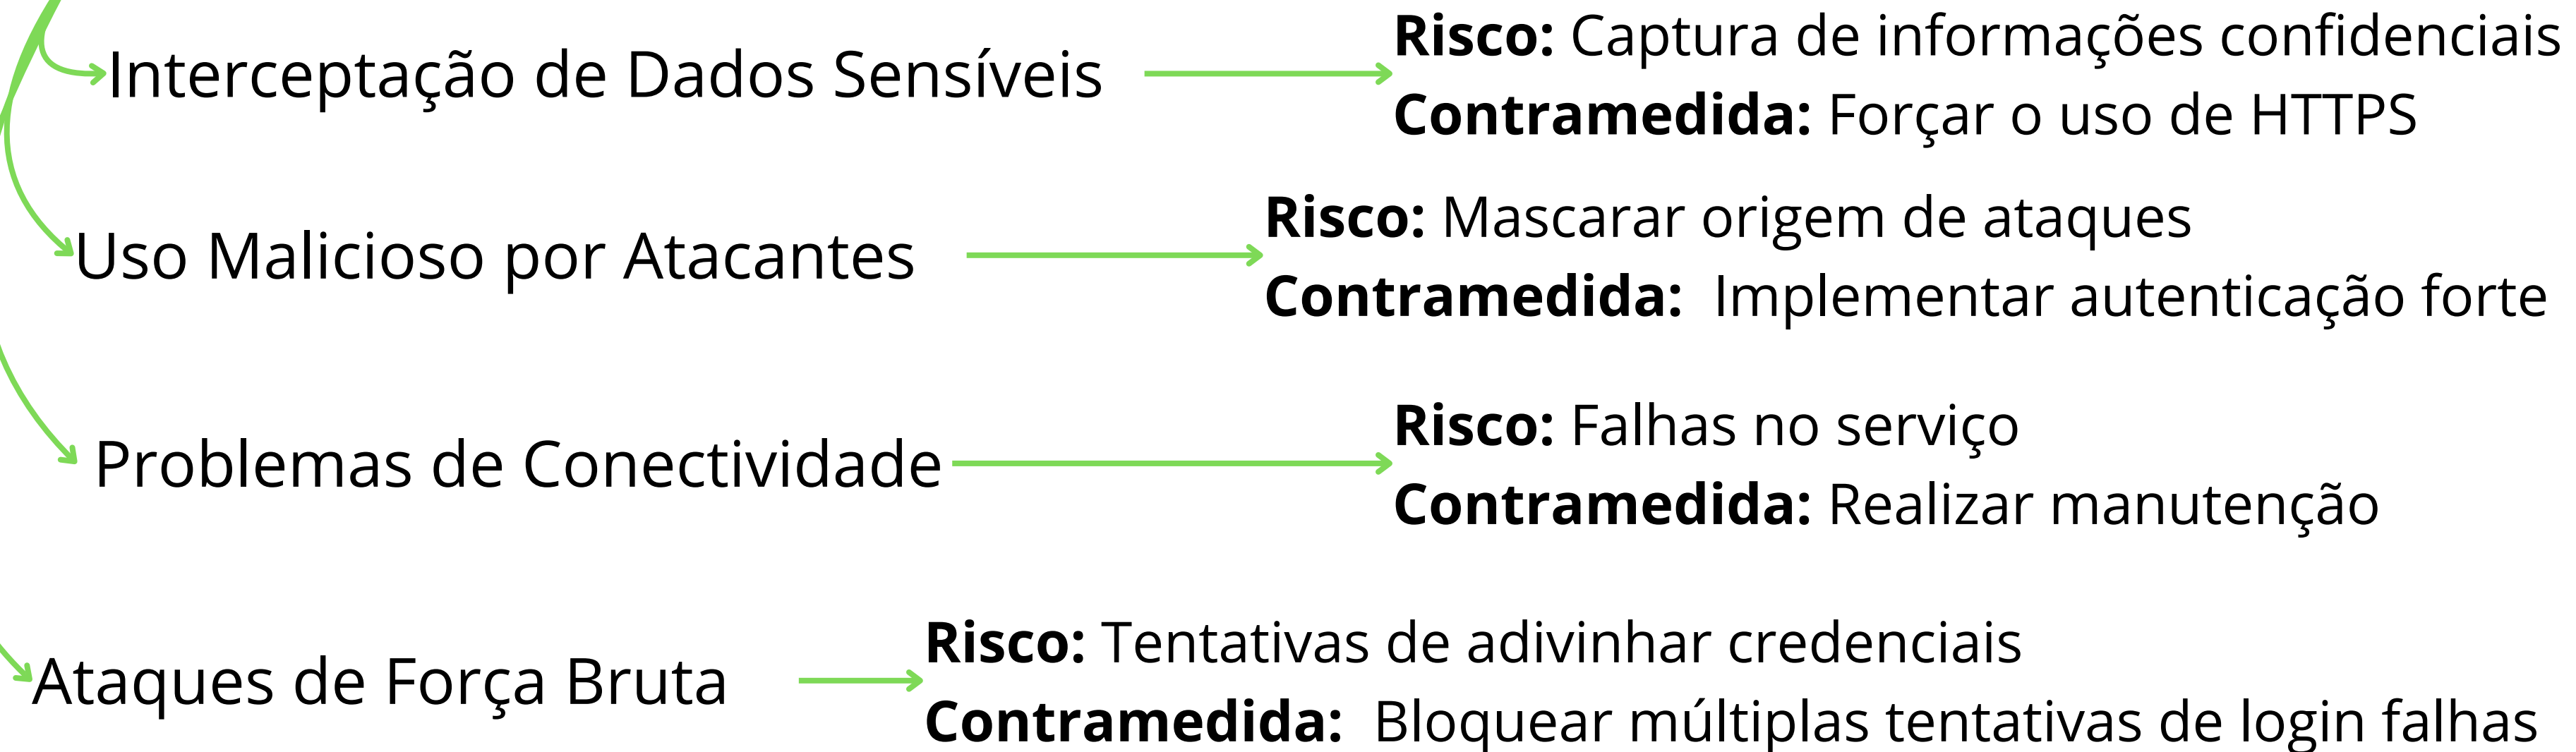 Interceptação de Dados Sensíveis
Risco: Captura de informações confidenciais
Contramedida: Forçar o uso de HTTPS
Uso Malicioso por Atacantes
Risco: Mascarar origem de ataques
Contramedida: Implementar autenticação forte
Problemas de Conectividade
Risco: Falhas no serviço
Contramedida: Realizar manutenção
Ataques de Força Bruta
Risco: Tentativas de adivinhar credenciais
Contramedida: Bloquear múltiplas tentativas de login falhas